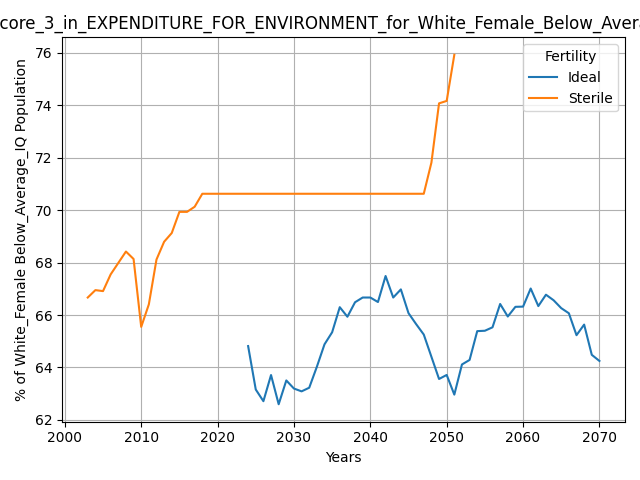 core_3_in_EXPENDITURE_FOR_ENVIRONMENT_for_White_Female_Below_Aver
76
74
72
70
68
66
64
62
% of White_Female Below_Average_IQ Population
Fertility
Ideal
Sterile
2000 2010 2020 2030 2040 2050 2060 2070
Years